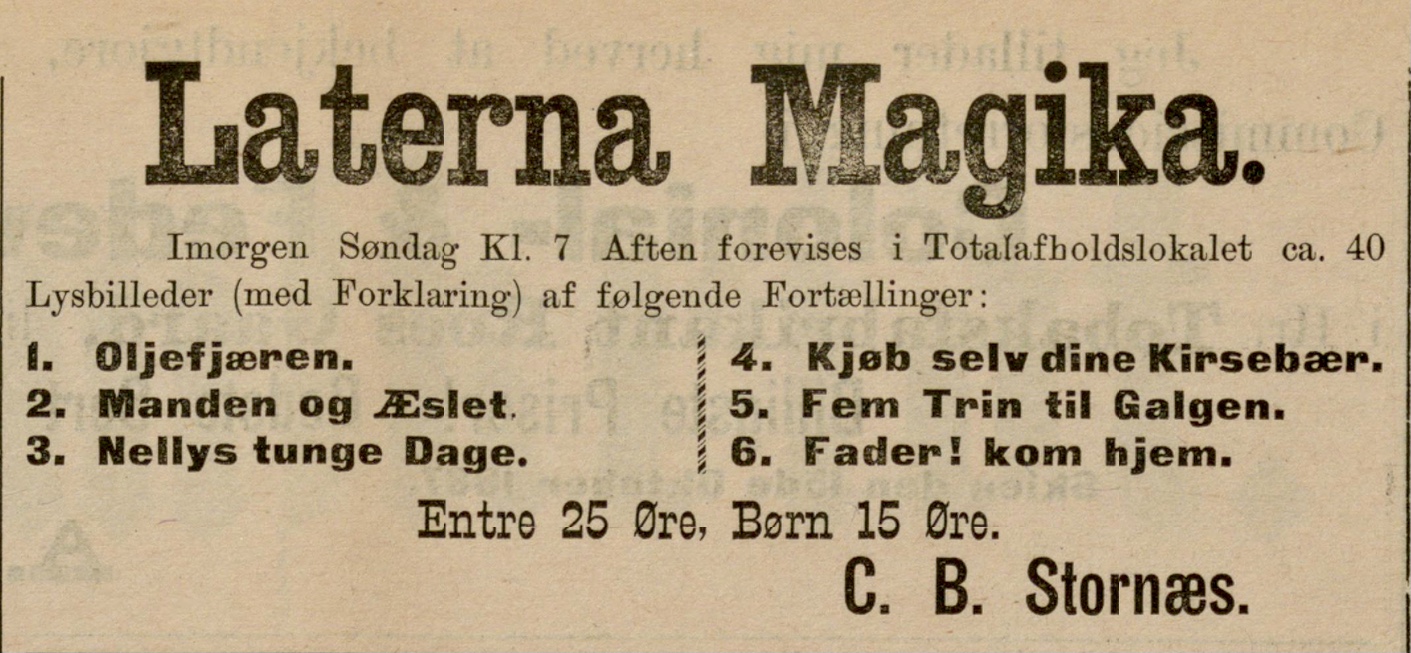 Laterna Magika.
Imorgen Søndag Kl. 7 Aften forevises i Totalafholdslokalet ca. 40
Lysbilleder (med Forklaring) af følgende Fortællinger:
1. Oljefjæren.
2. Manden og Æslet.
3. Nellys tunge Dage.
4. Kjøb selv dine Kirsebær.
5. Fem Trin til Galgen.
6. Fader! kom hjem.
Entre 25 Øre, Børn 15 Øre.
C. B. Stornæs.